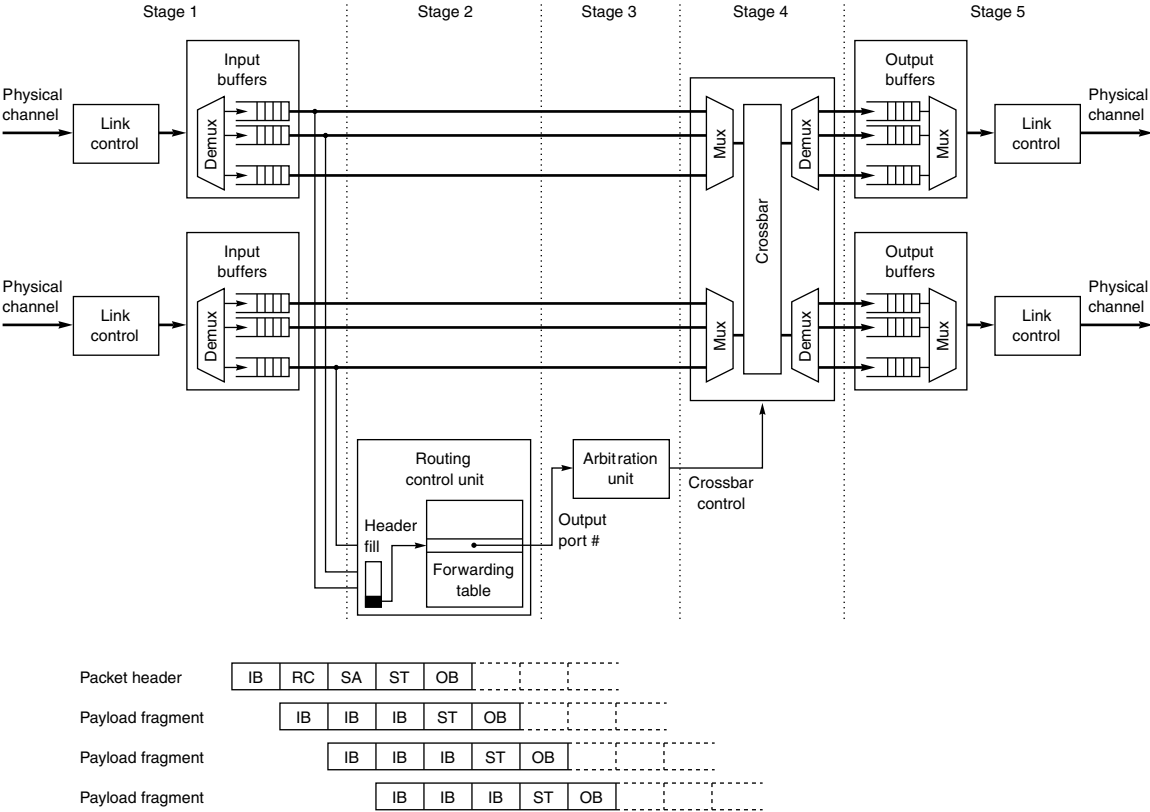 Stage 1
Stage 2
Stage 3
Stage 4
Stage 5
Physical
channel
Link
control
Input
buffers
Demux
Mux
Crossbar
Demux
Output
buffers
Mux
Link
control
Physical
channel
Physical
channel
Link
control
Input
buffers
Demux
Mux
Demux
Output
buffers
Mux
Link
control
Physical
channel
Routing
control unit
Header
fill
Forwarding
table
Output
port #
Arbitration
unit
Crossbar
control
Packet header IB RC SA ST OB
Payload fragment IB IB IB ST OB
Payload fragment IB IB IB ST OB
Payload fragment IB IB IB ST OB